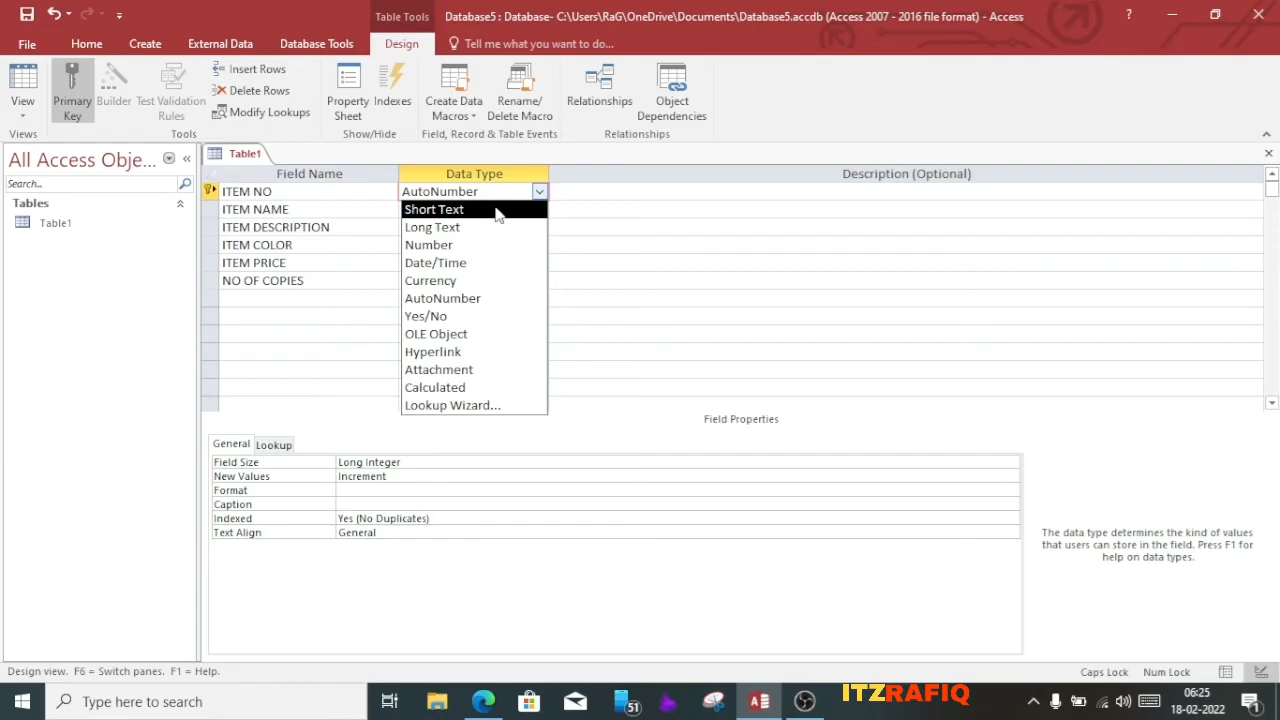 Table Tools
Database5 : Database- C:\Users\RaG\OneDrive\Documents\Database5.accdb (Access 2007 - 2016 file format) - Access
?
File
Home
Create
External Data
Database Tools
Design
Tell me what you want to do...
View
Primary Key
Builder
Test Validation Rules
Insert Rows
Delete Rows
Modify Lookups
Property Sheet
Indexes
Create Data Macros
Rename/ Delete Macro
Relationships
Object Dependencies
Views
Tools
Show/Hide
Field, Record & Table Events
Relationships
All Access Obje...
Search...
Tables
Table1
Table1
Field Name
Data Type
Description (Optional)
ITEM NO
AutoNumber
ITEM NAME
ITEM DESCRIPTION
ITEM COLOR
ITEM PRICE
NO OF COPIES
Short Text
Long Text
Number
Date/Time
Currency
AutoNumber
Yes/No
OLE Object
Hyperlink
Attachment
Calculated
Lookup Wizard...
Field Properties
General
Lookup
Field Size
Long Integer
New Values
Increment
Format
Caption
Indexed
Yes (No Duplicates)
Text Align
General
The data type determines the kind of values
that users can store in the field. Press F1 for
help on data types.
Design view. F6 = Switch panes. F1 = Help.
Caps Lock
Num Lock
Type here to search
51
ITZRAFIQ
06:25
18-02-2022
1